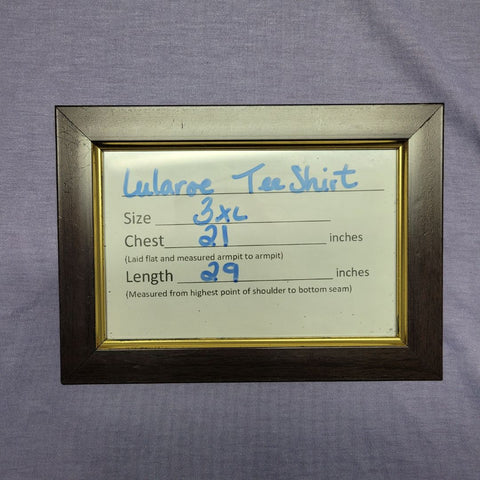 Lularoe Tee Shirt
Size 3XL
Chest 21 inches
(Laid flat and measured armpit to armpit)
Length 29 inches
(Measured from highest point of shoulder to bottom seam)